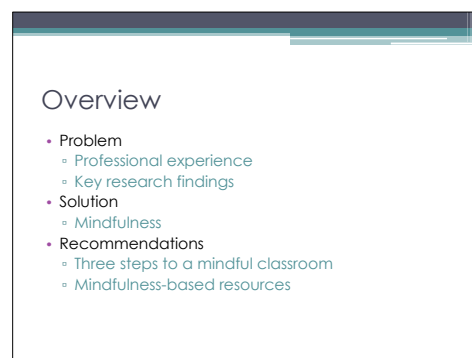 Overview
• Problem
▫ Professional experience
▫ Key research findings
• Solution
▫ Mindfulness
• Recommendations
▫ Three steps to a mindful classroom
▫ Mindfulness-based resources